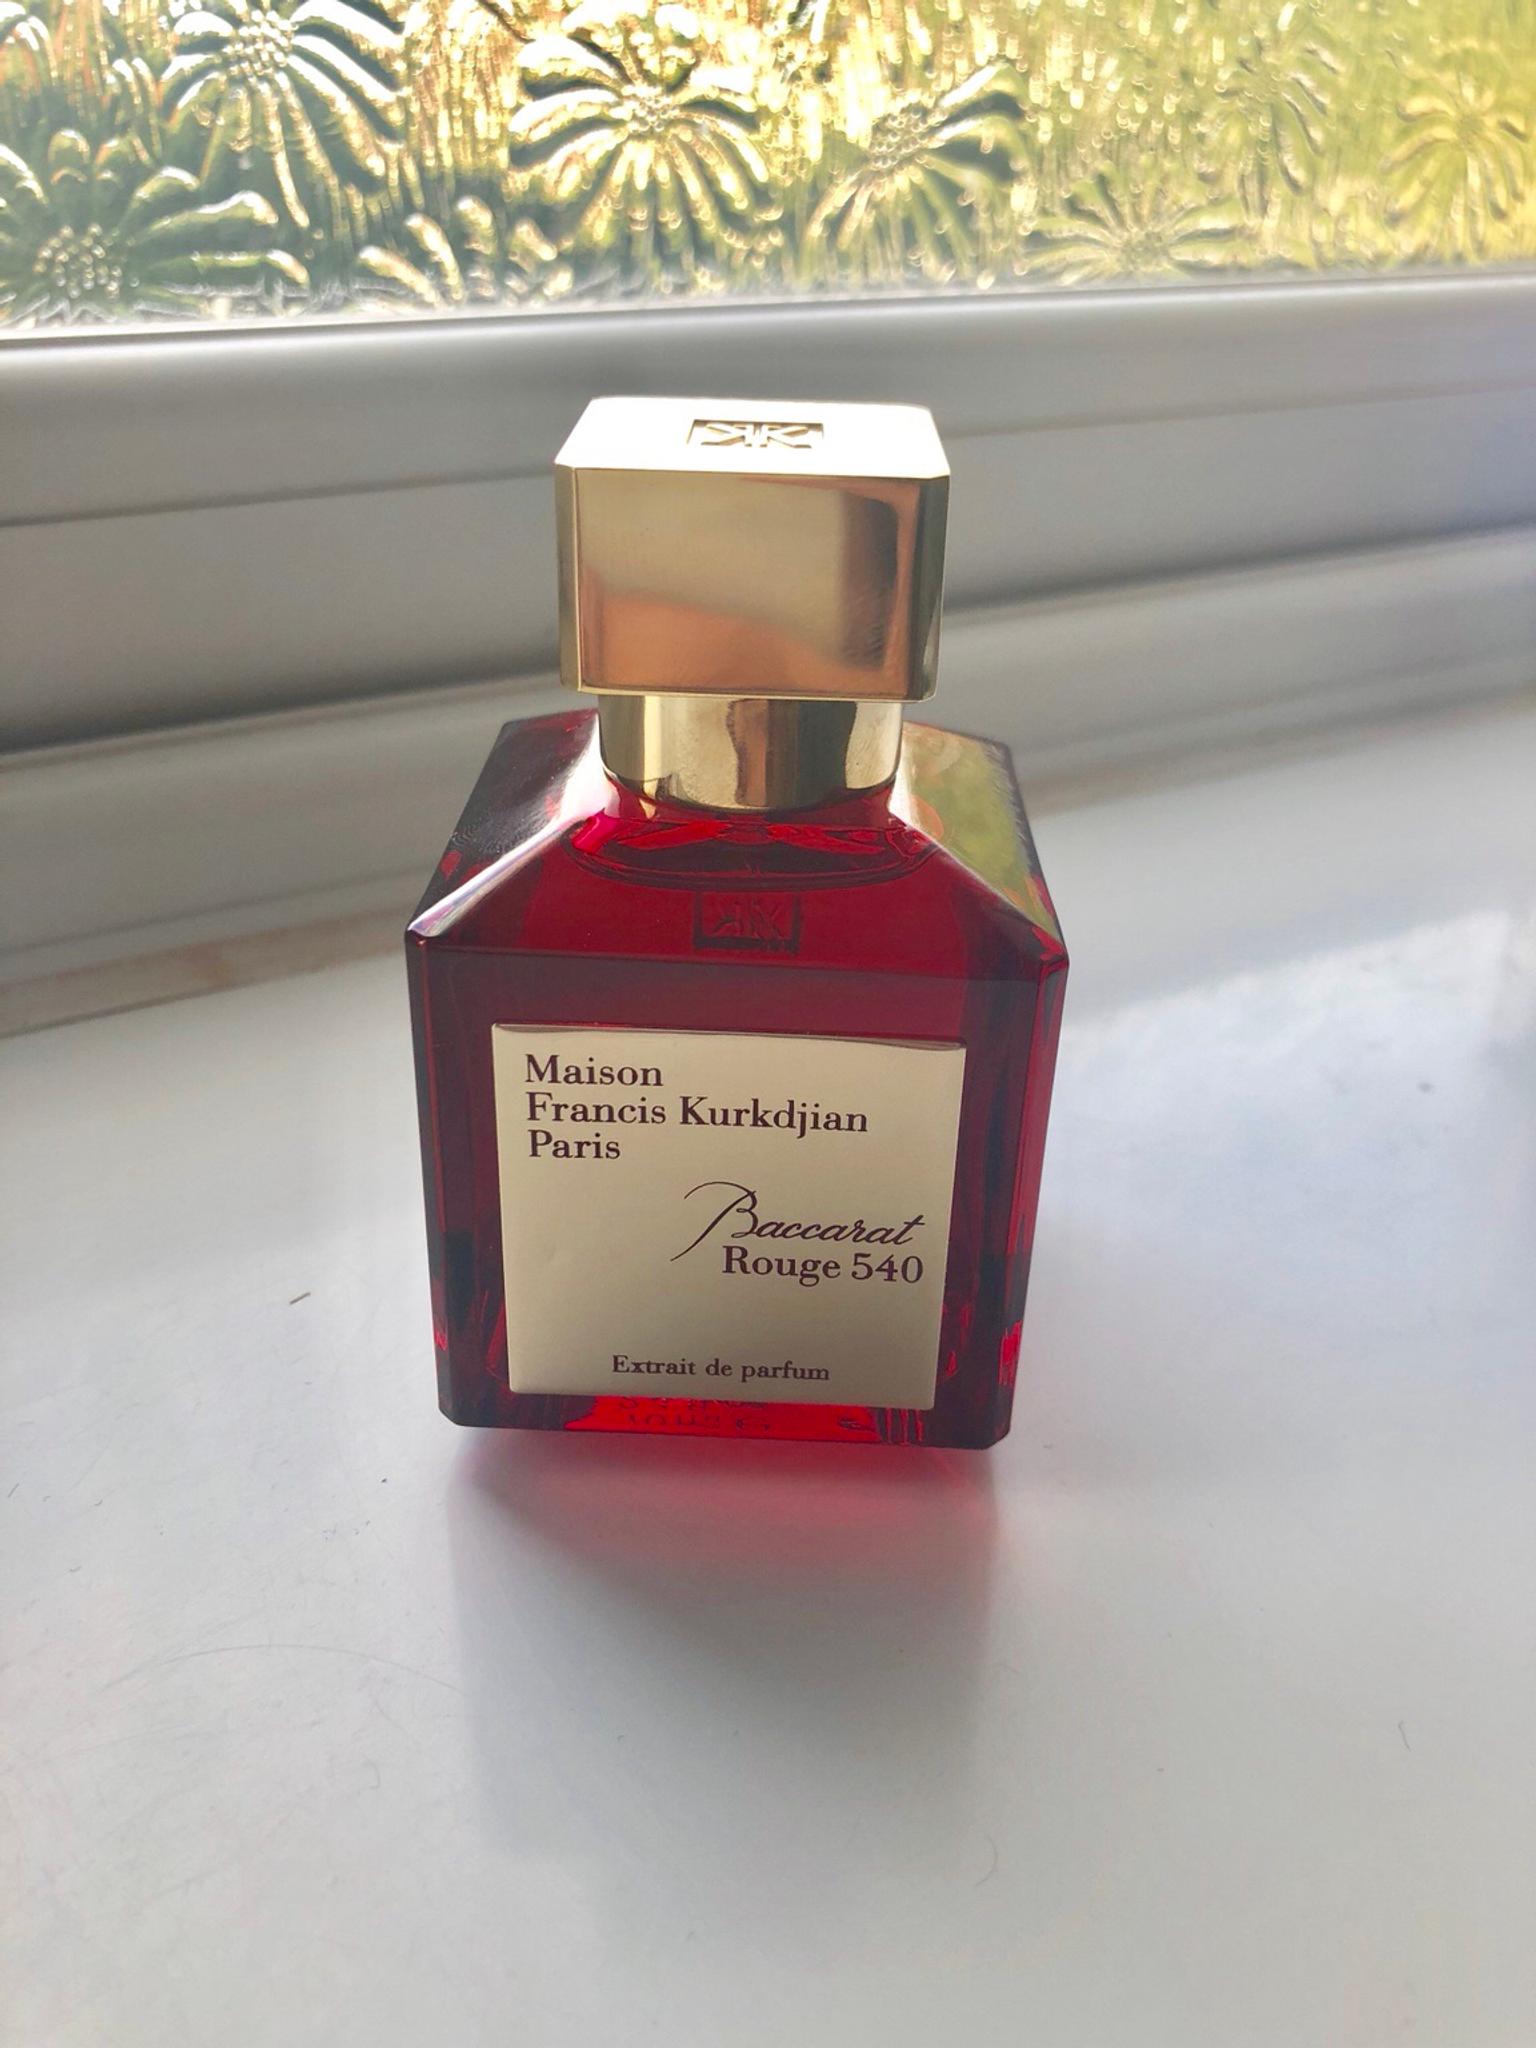 Maison
Francis Kurkdjian
Paris
Baccarat
Rouge 540
Extrait de parfum